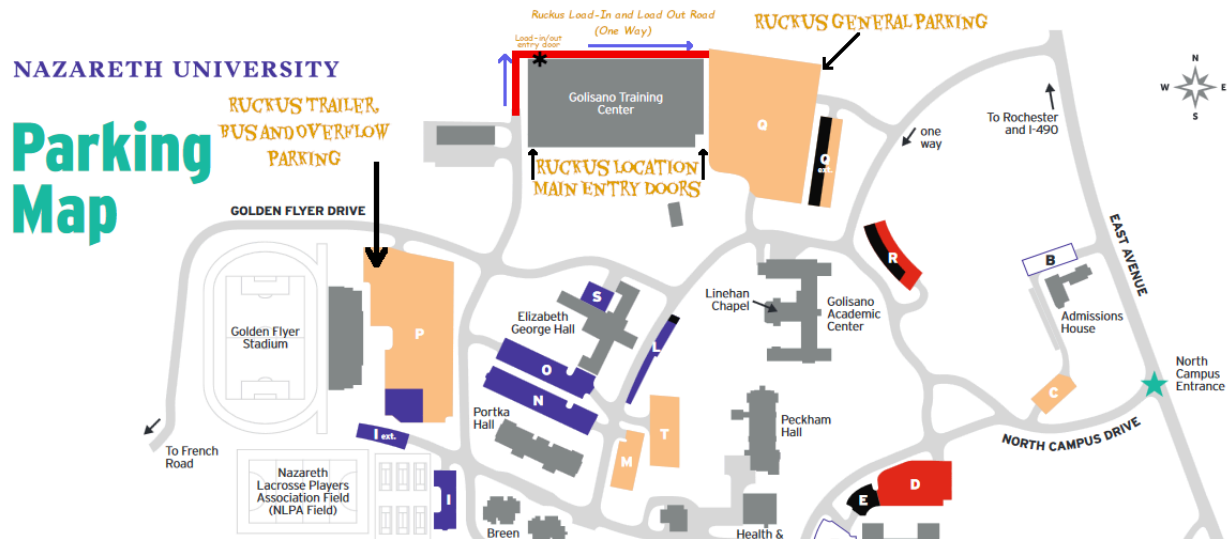 Ruckus Load-In and Load Out Road
(One Way)
RUCKUS GENERAL PARKING
Load-in/out
entry door
NAZARETH UNIVERSITY
Parking
Map
RUCKUS TRAILER,
BUS AND OVERFLOW
PARKING
Golisano Training
Center
Q
Q
ext.
one
way
To Rochester
and I-490
N
W
E
S
RUCKUS LOCATION
MAIN ENTRY DOORS
GOLDEN FLYER DRIVE
EAST AVENUE
R
B
S
Linehan
Chapel
Golisano
Academic
Center
Admissions
House
Elizabeth
George Hall
Golden Flyer
Stadium
P
L
O
N
C
North
Campus
Entrance
Portka
Hall
T
M
Peckham
Hall
NORTH CAMPUS DRIVE
I ext.
To French
Road
Nazareth
Lacrosse Players
Association Field
(NLPA Field)
I
E
D
Breen
Health &